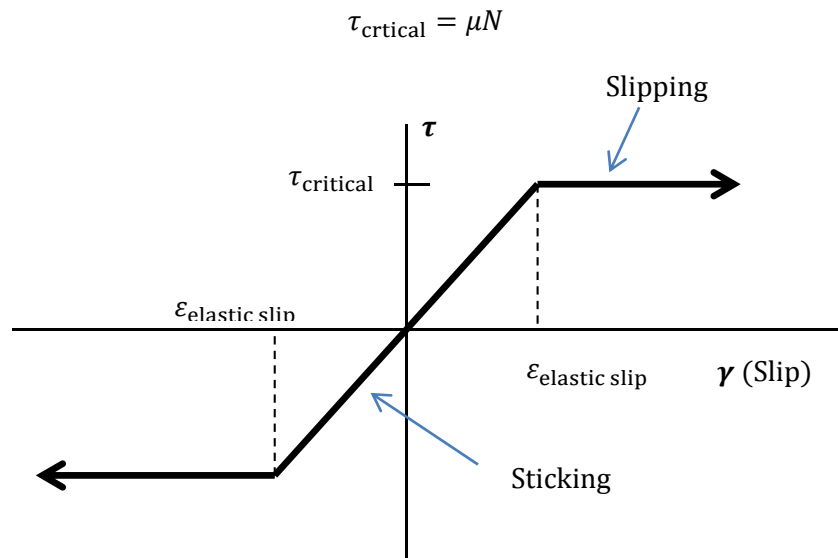 τcrtical = μN
Slipping
τ
τcritical
εelastic slip
εelastic slip
γ (Slip)
Sticking